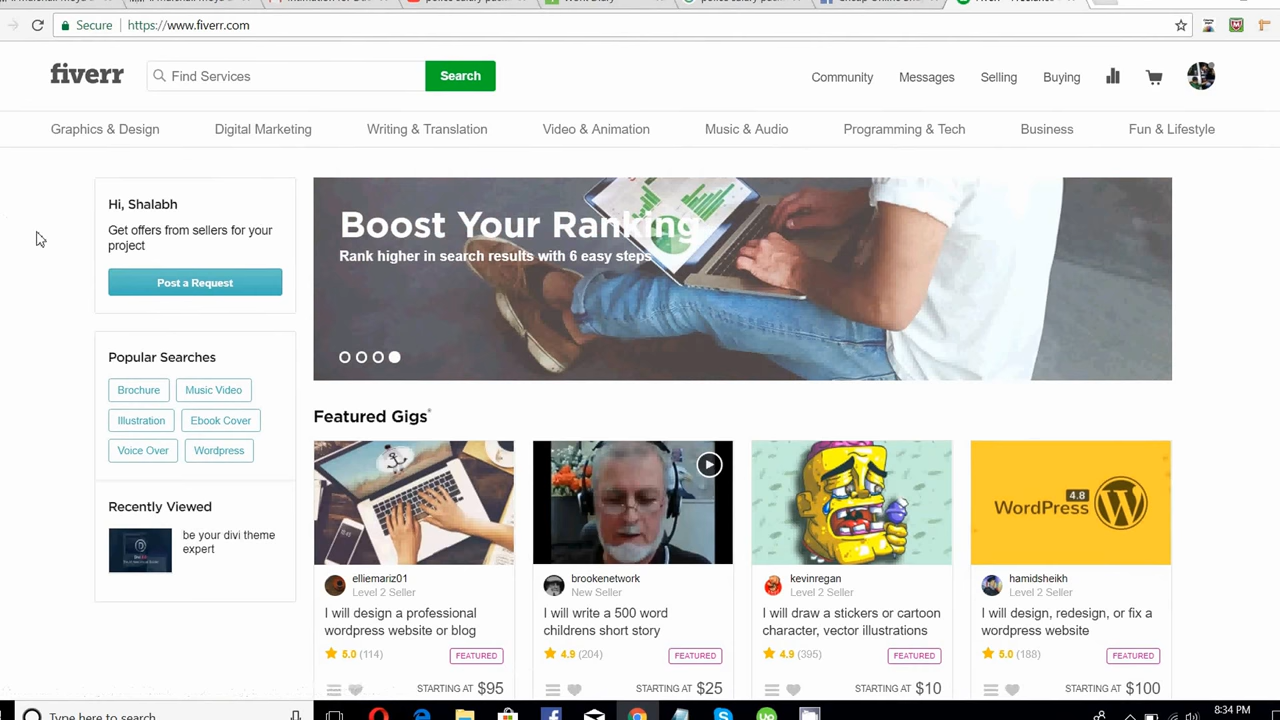 Secure https://www.fiverr.com
fiverr Find Services Search Community Messages Selling Buying
Graphics & Design Digital Marketing Writing & Translation Video & Animation Music & Audio Programming & Tech Business Fun & Lifestyle
Hi, Shalabh
Get offers from sellers for your
project
Post a Request
Boost Your Ranking
Rank higher in search results with 6 easy steps
Popular Searches
Brochure Music Video
Illustration Ebook Cover
Voice Over Wordpress
Recently Viewed
be your divi theme
expert
Featured Gigs
WordPress 4.8
elliemariz01
Level 2 Seller
I will design a professional
wordpress website or blog
5.0 (114) FEATURED
STARTING AT $95
brookenetwork
New Seller
I will write a 500 word
childrens short story
4.9 (204) FEATURED
STARTING AT $25
kevinregan
Level 2 Seller
I will draw a stickers or cartoon
character, vector illustrations
4.9 (395) FEATURED
STARTING AT $10
hamidsheikh
Level 2 Seller
I will design, redesign, or fix a
wordpress website
5.0 (188) FEATURED
STARTING AT $100
Type here to search
8:34 PM